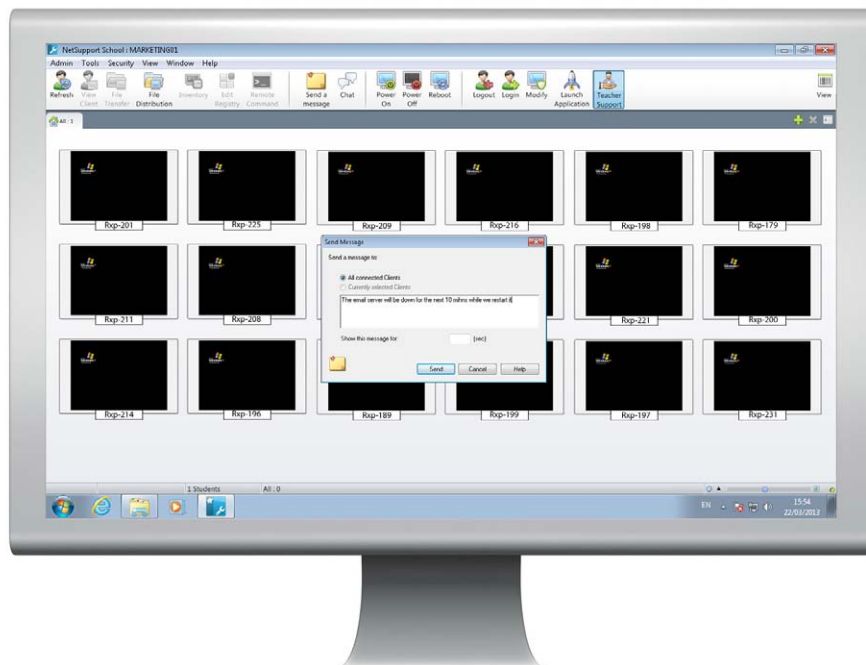 NetSupport School : MARKETING01
Admin Tools Security View Window Help
Refresh View Client File Transfer File Distribution Inventory Edit Registry Remote Command Send a message Chat Power On Power Off Reboot Logout Login Modify Launch Application Teacher Support View
All : 1
Rxp-201 Rxp-225 Rxp-209 Rxp-216 Rxp-198 Rxp-179
Send Message
Send a message to:
All connected Clients
Currently selected Clients
The email server will be down for the next 10 mihns while we restart it
Show this message for (sec)
Send Cancel Help
Rxp-211 Rxp-208 Rxp-221 Rxp-200
Rxp-214 Rxp-196 Rxp-189 Rxp-199 Rxp-197 Rxp-231
1 Students All : 0
EN 15:54
22/03/2013